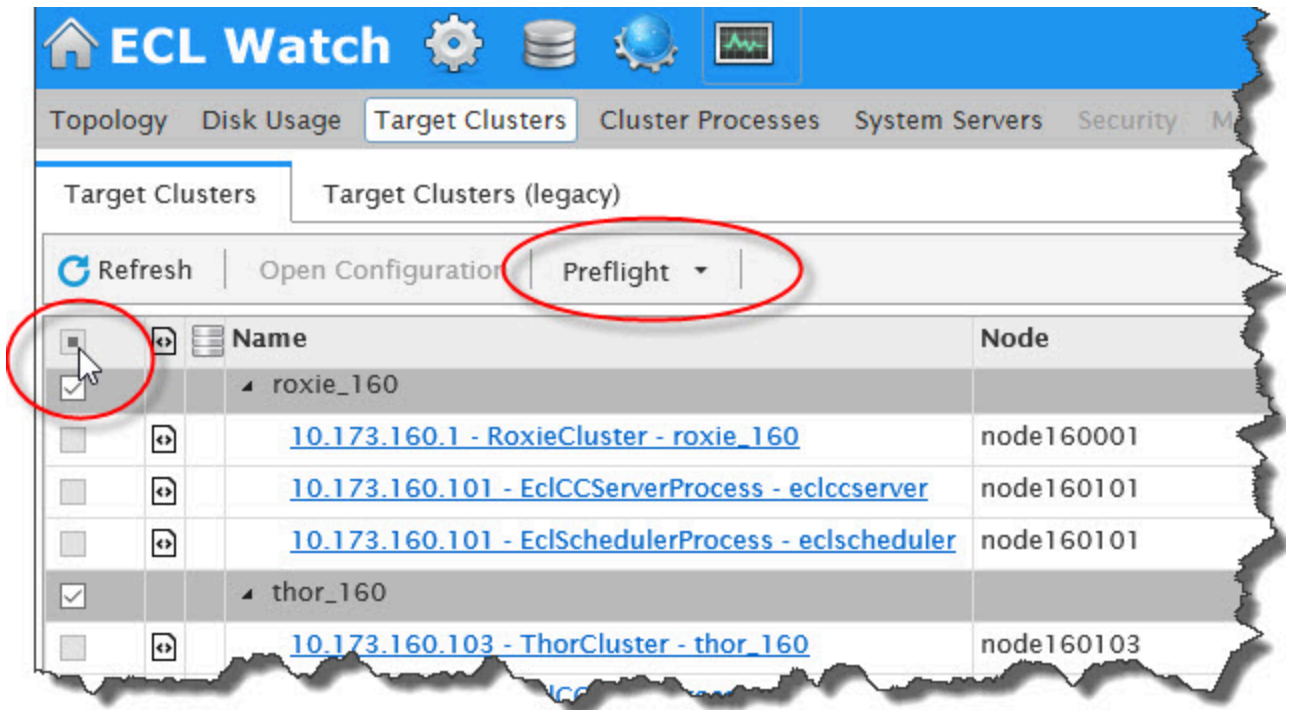 ECL Watch
Topology Disk Usage Target Clusters Cluster Processes System Servers Security
Target Clusters Target Clusters (legacy)
Refresh Open Configuration Preflight
Name Node
roxie_160
10.173.160.1 - RoxieCluster - roxie_160 node160001
10.173.160.101 - EclCCServerProcess - eclccserver node160101
10.173.160.101 - EclSchedulerProcess - eclscheduler node160101
thor_160
10.173.160.103 - ThorCluster - thor_160 node160103